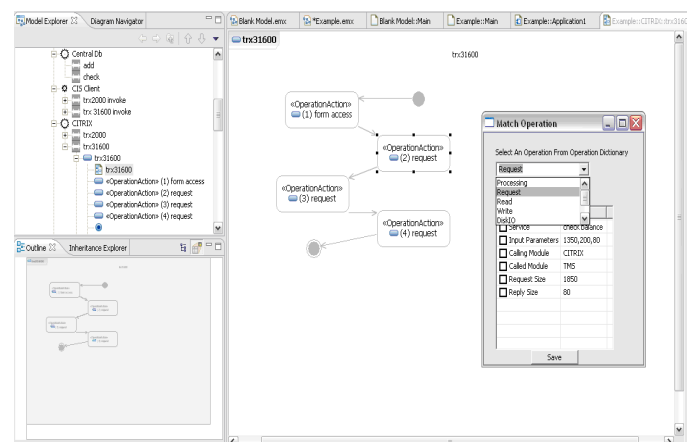 Model Explorer
Diagram Navigator
Blank Model.emx
*Example.emx
Blank Model::Main
Example::Main
Example::Application1
Example::CITRIX::trx3160
Central Db
add
check
CIS Client
trx2000 invoke
trx 31600 invoke
CITRIX
trx2000
trx31600
trx31600
trx31600
«OperationAction» (1) form access
«OperationAction» (2) request
«OperationAction» (3) request
«OperationAction» (4) request
Outline
Inheritance Explorer
trx31600
trx31600
«OperationAction»
(1) form access
«OperationAction»
(2) request
«OperationAction»
(3) request
«OperationAction»
(4) request
Match Operation
Select An Operation From Operation Dictionary
Request
Processing
Request
Read
Write
DiskIO
Service check balance
Input Parameters 1350,200,80
Calling Module CITRIX
Called Module TMS
Request Size 1850
Reply Size 80
Save